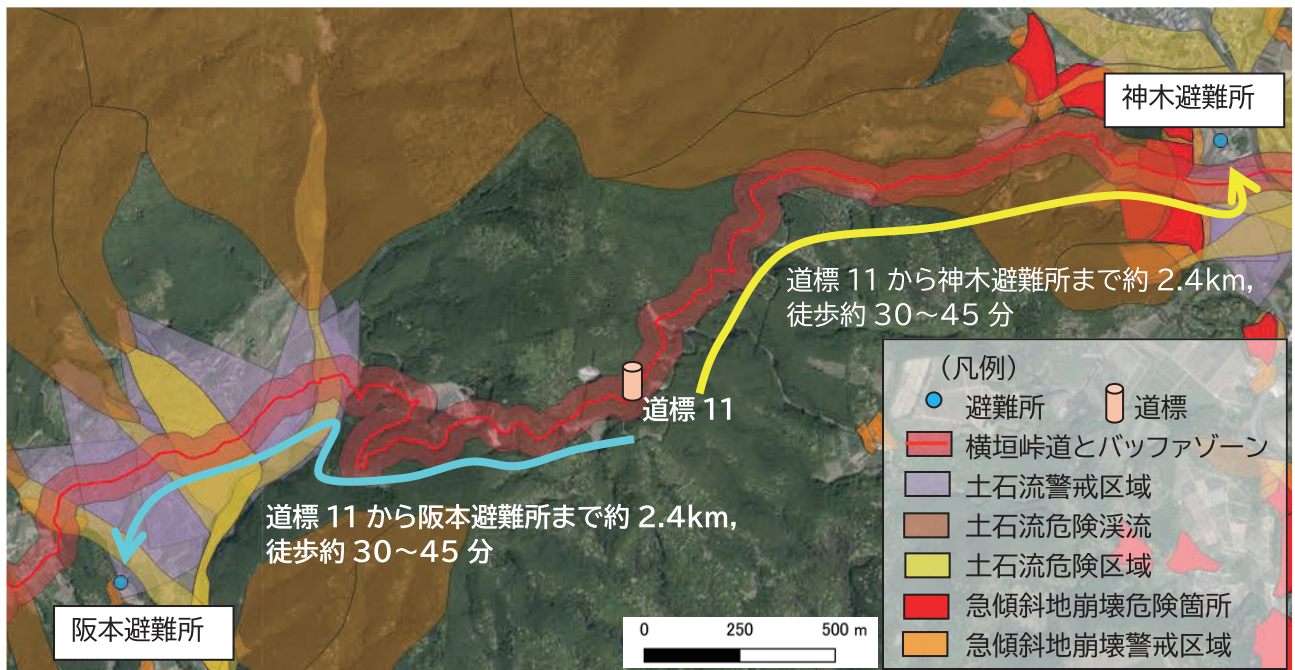 神木避難所
道標 11 から神木避難所まで約 2.4km,
徒歩約 30～45 分
道標 11
道標 11 から阪本避難所まで約 2.4km,
徒歩約 30～45 分
阪本避難所
（凡例）
避難所
道標
横垣峠道とバッファゾーン
土石流警戒区域
土石流危険渓流
土石流危険区域
急傾斜地崩壊危険箇所
急傾斜地崩壊警戒区域
0 250 500 m